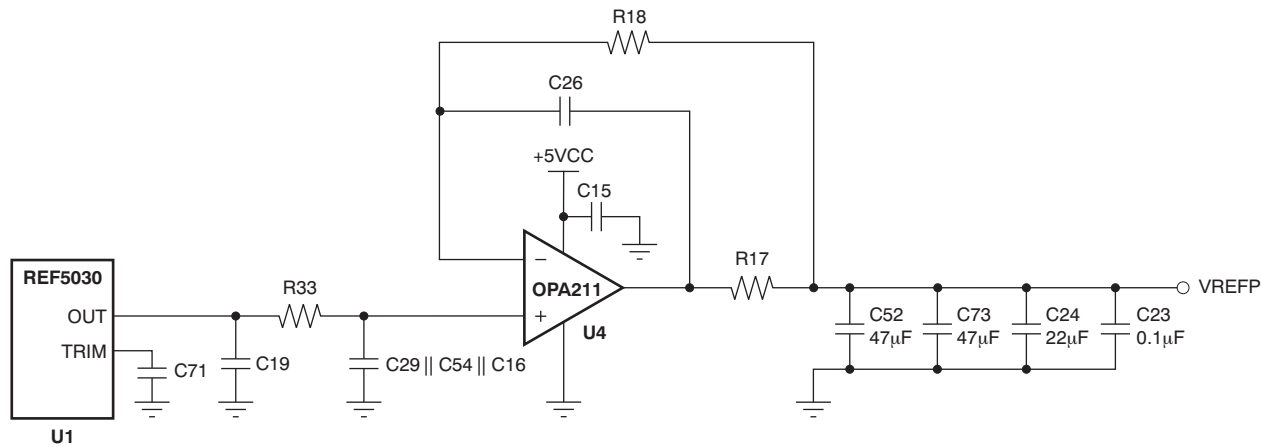 R18
C26
+5VCC
C15
REF5030
OUT
TRIM
U1
C71
C19
R33
C29 || C54 || C16
−
+
OPA211
U4
R17
C52
47μF
C73
47μF
C24
22μF
C23
0.1μF
VREFP